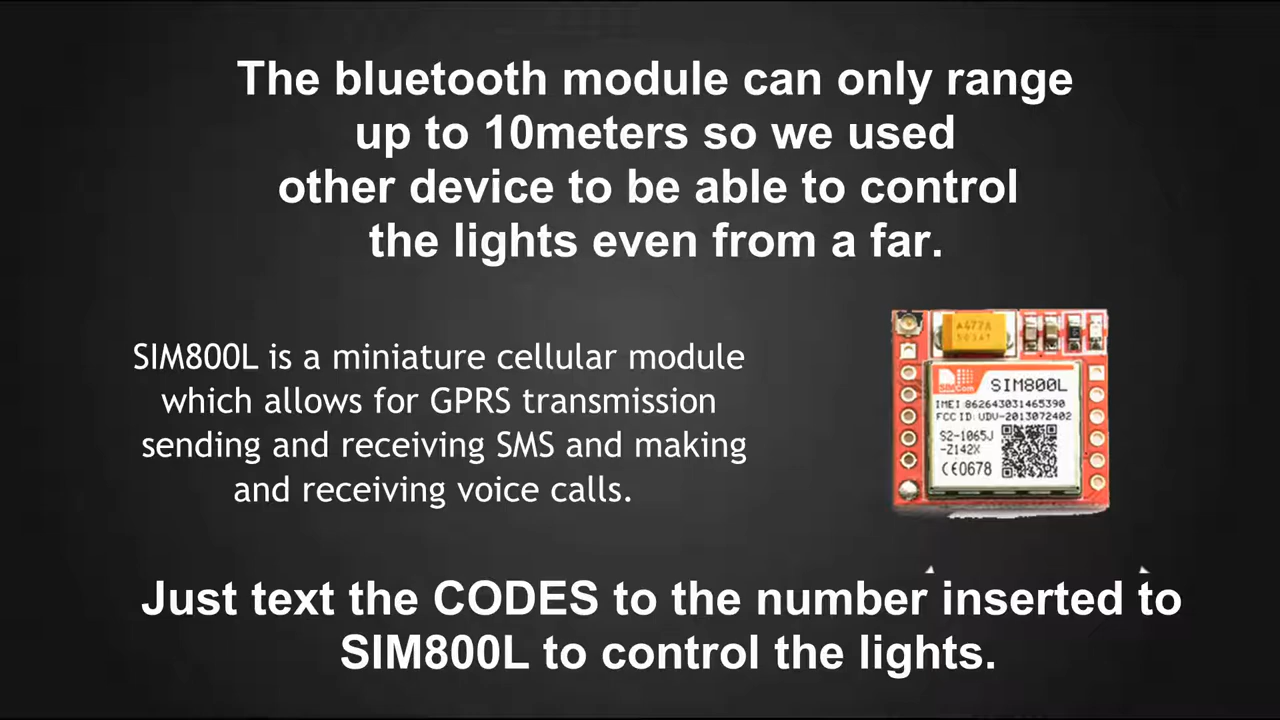 The bluetooth module can only range
up to 10meters so we used
other device to be able to control
the lights even from a far.
SIM800L is a miniature cellular module
which allows for GPRS transmission
sending and receiving SMS and making
and receiving voice calls.
A477A
SIM800L
IMEI:862643031465390
FCC ID: UDV-2013072402
S2-1065J
-Z142X
CE0678
Just text the CODES to the number inserted to
SIM800L to control the lights.